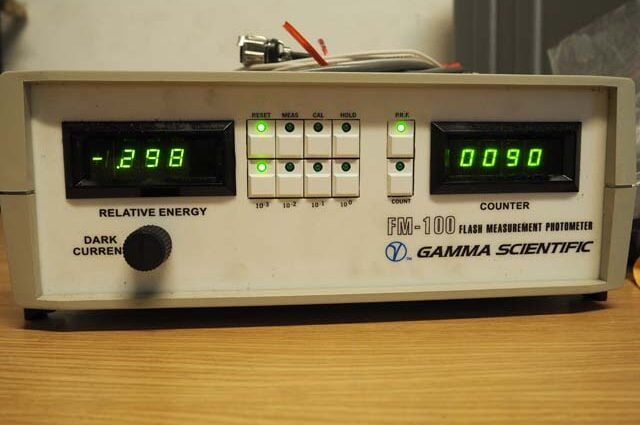 RESET MEAS CAL HOLD P.R.F.
-.298
0090
10-3 10-2 10-1 100 COUNT
RELATIVE ENERGY
COUNTER
FM-100 FLASH MEASUREMENT PHOTOMETER
DARK
CURREN
GAMMA SCIENTIFIC